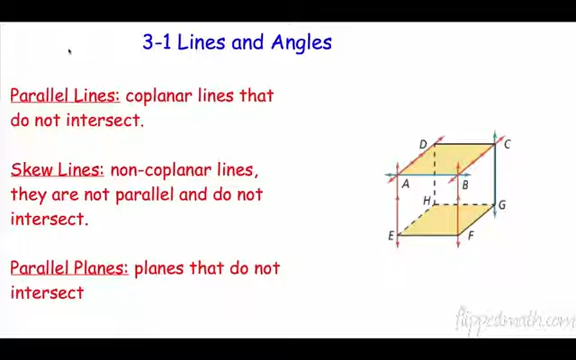 3-1 Lines and Angles
Parallel Lines: coplanar lines that
do not intersect.
Skew Lines: non-coplanar lines,
they are not parallel and do not
intersect.
Parallel Planes: planes that do not
intersect
D C
A B
H G
E F
flippedmath.com